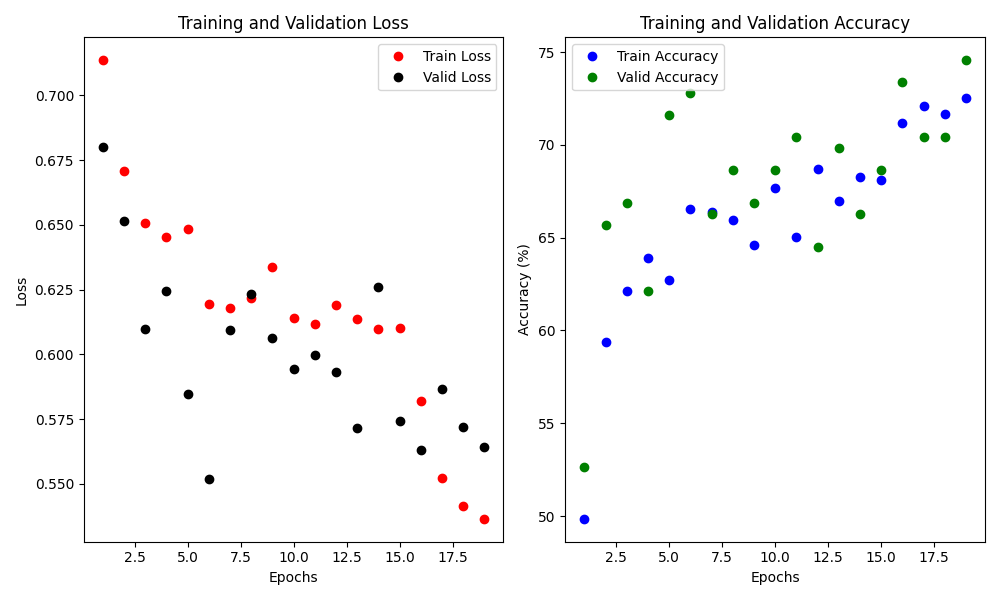 Training and Validation Loss
Train Loss
Valid Loss
0.700
0.675
0.650
0.625
0.600
0.575
0.550
Loss
2.5 5.0 7.5 10.0 12.5 15.0 17.5
Epochs
Training and Validation Accuracy
Train Accuracy
Valid Accuracy
75
70
65
60
55
50
Accuracy (%)
2.5 5.0 7.5 10.0 12.5 15.0 17.5
Epochs